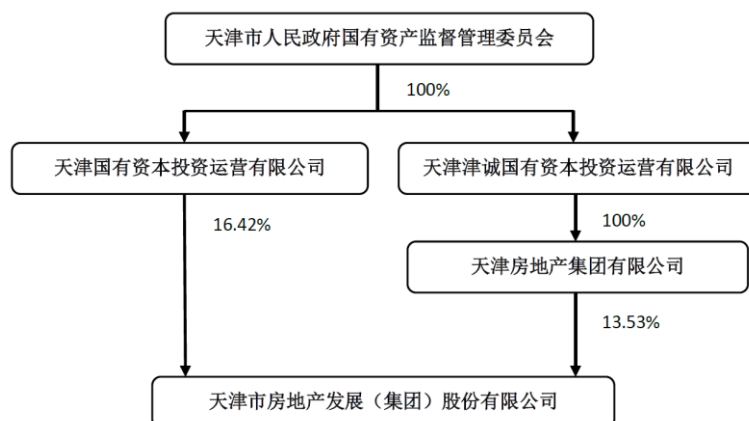 天津市人民政府国有资产监督管理委员会
100%
天津国有资本投资运营有限公司
天津津诚国有资本投资运营有限公司
16.42%
100%
天津房地产集团有限公司
13.53%
天津市房地产发展（集团）股份有限公司